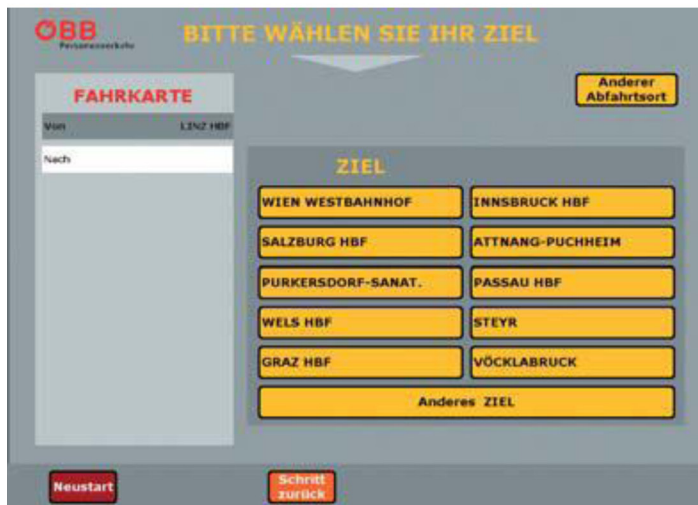 ÖBB
Personenverkehr
BITTE WÄHLEN SIE IHR ZIEL
Anderer
Abfahrtsort
FAHRKARTE
Von LINZ HBF
Nach
ZIEL
WIEN WESTBAHNHOF INNSBRUCK HBF
SALZBURG HBF ATTNANG-PUCHHEIM
PURKERSDORF-SANAT. PASSAU HBF
WELS HBF STEYR
GRAZ HBF VÖCKLABRUCK
Anderes ZIEL
Neustart
Schritt
zurück